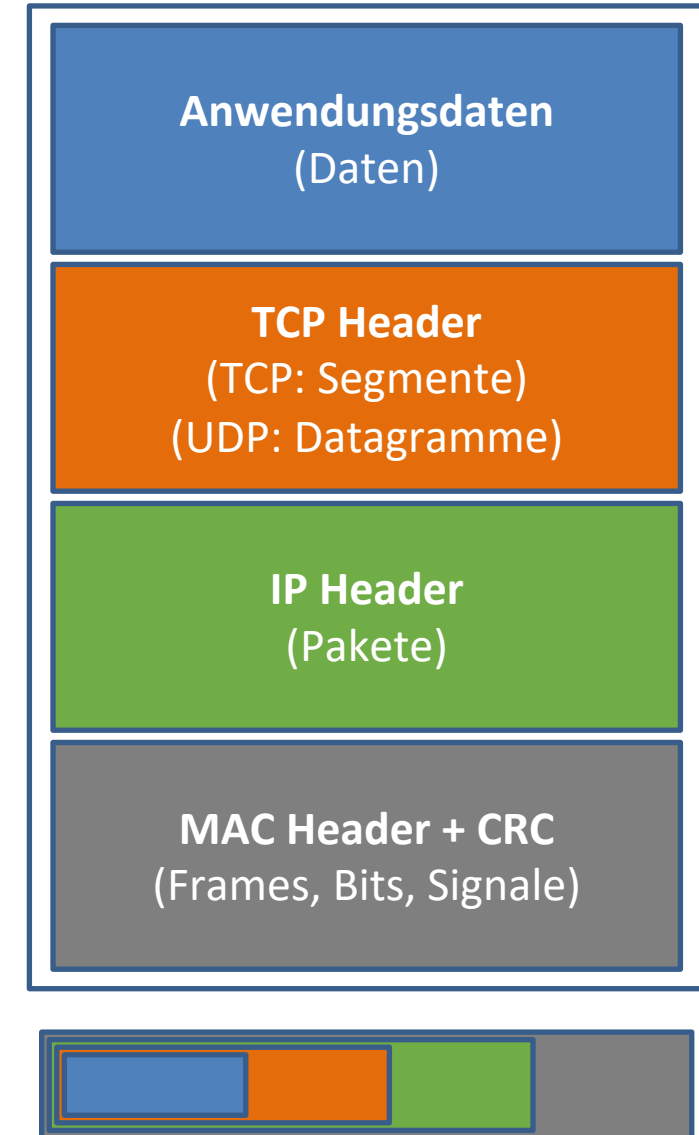 Anwendungsdaten
(Daten)
TCP Header
(TCP: Segmente)
(UDP: Datagramme)
IP Header
(Pakete)
MAC Header + CRC
(Frames, Bits, Signale)